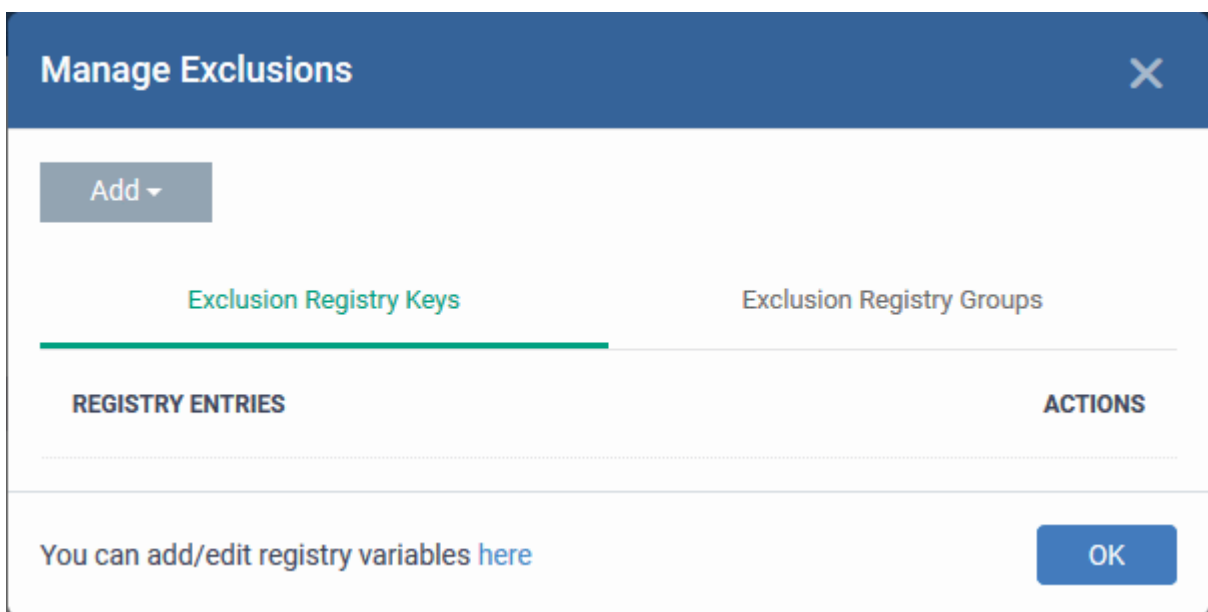 Manage Exclusions
Add
Exclusion Registry Keys
Exclusion Registry Groups
REGISTRY ENTRIES
ACTIONS
You can add/edit registry variables here
OK